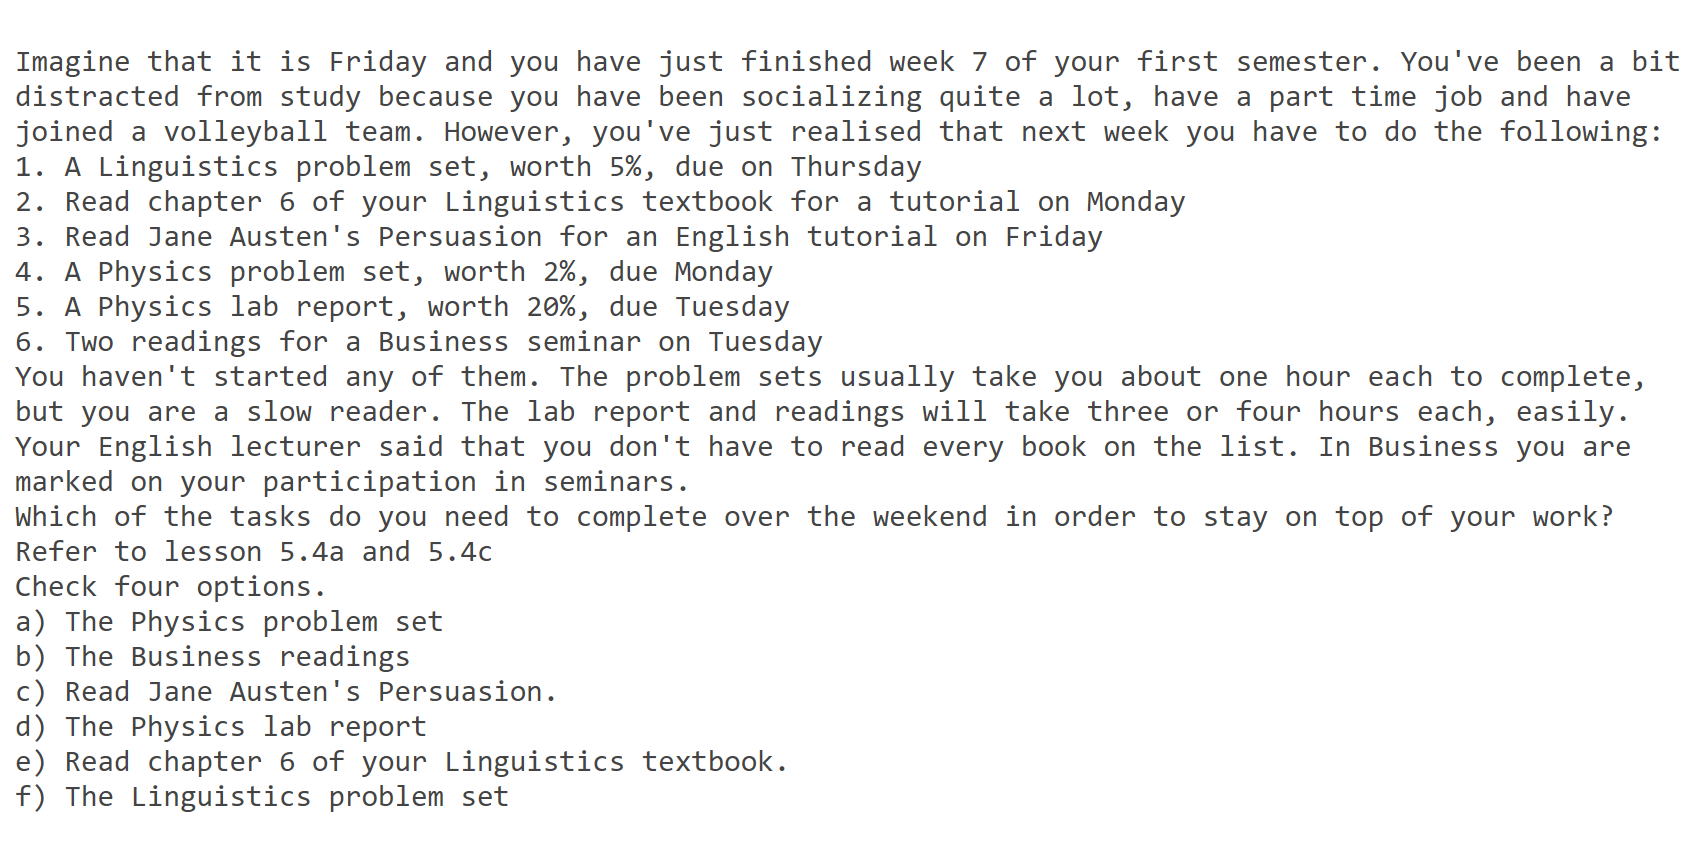 Imagine that it is Friday and you have just finished week 7 of your first semester. You've been a bit
distracted from study because you have been socializing quite a lot, have a part time job and have
joined a volleyball team. However, you've just realised that next week you have to do the following:
1. A Linguistics problem set, worth 5%, due on Thursday
2. Read chapter 6 of your Linguistics textbook for a tutorial on Monday
3. Read Jane Austen's Persuasion for an English tutorial on Friday
4. A Physics problem set, worth 2%, due Monday
5. A Physics lab report, worth 20%, due Tuesday
6. Two readings for a Business seminar on Tuesday
You haven't started any of them. The problem sets usually take you about one hour each to complete,
but you are a slow reader. The lab report and readings will take three or four hours each, easily.
Your English lecturer said that you don't have to read every book on the list. In Business you are
marked on your participation in seminars.
Which of the tasks do you need to complete over the weekend in order to stay on top of your work?
Refer to lesson 5.4a and 5.4c
Check four options.
a) The Physics problem set
b) The Business readings
c) Read Jane Austen's Persuasion.
d) The Physics lab report
e) Read chapter 6 of your Linguistics textbook.
f) The Linguistics problem set